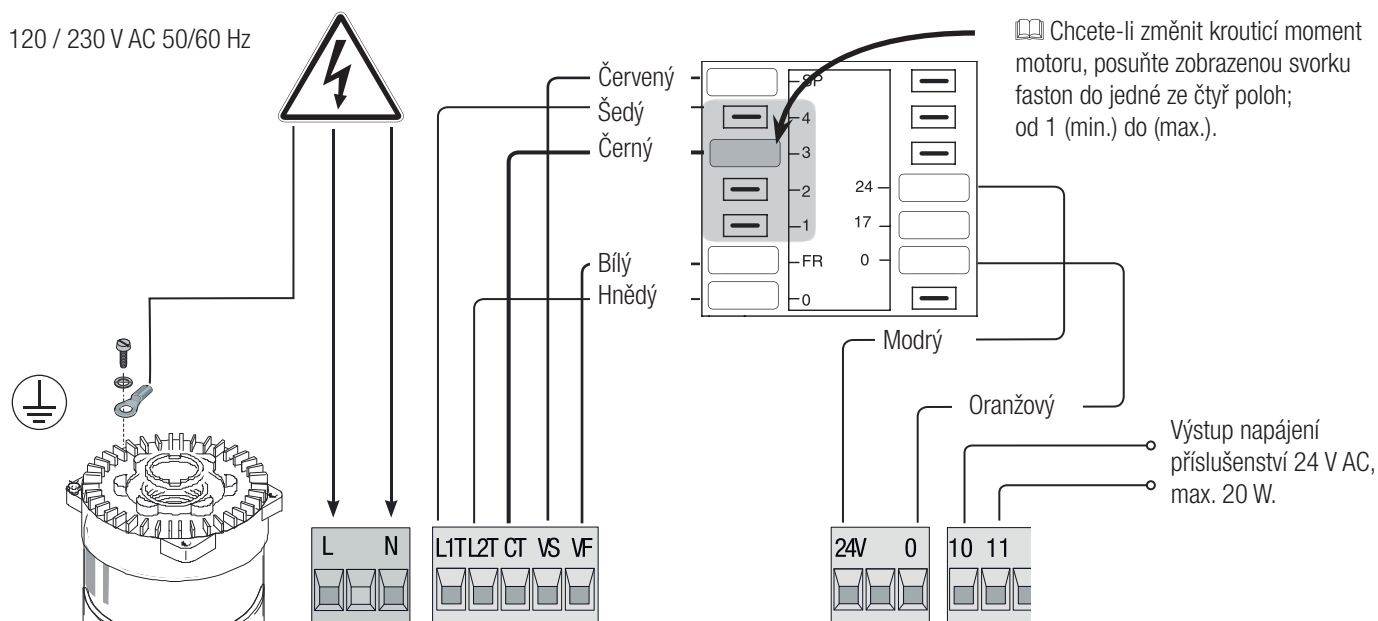 120 / 230 V AC 50/60 Hz
Chcete-li změnit krouticí moment
motoru, posuňte zobrazenou svorku
faston do jedné ze čtyř poloh;
od 1 (min.) do (max.).
Červený
Šedý
Černý
Bílý
Hnědý
SP
4
3
2
1
FR
0
24
17
0
Modrý
Oranžový
Výstup napájení
příslušenství 24 V AC,
max. 20 W.
L N
L1T L2T CT VS VF
24V 0
10 11